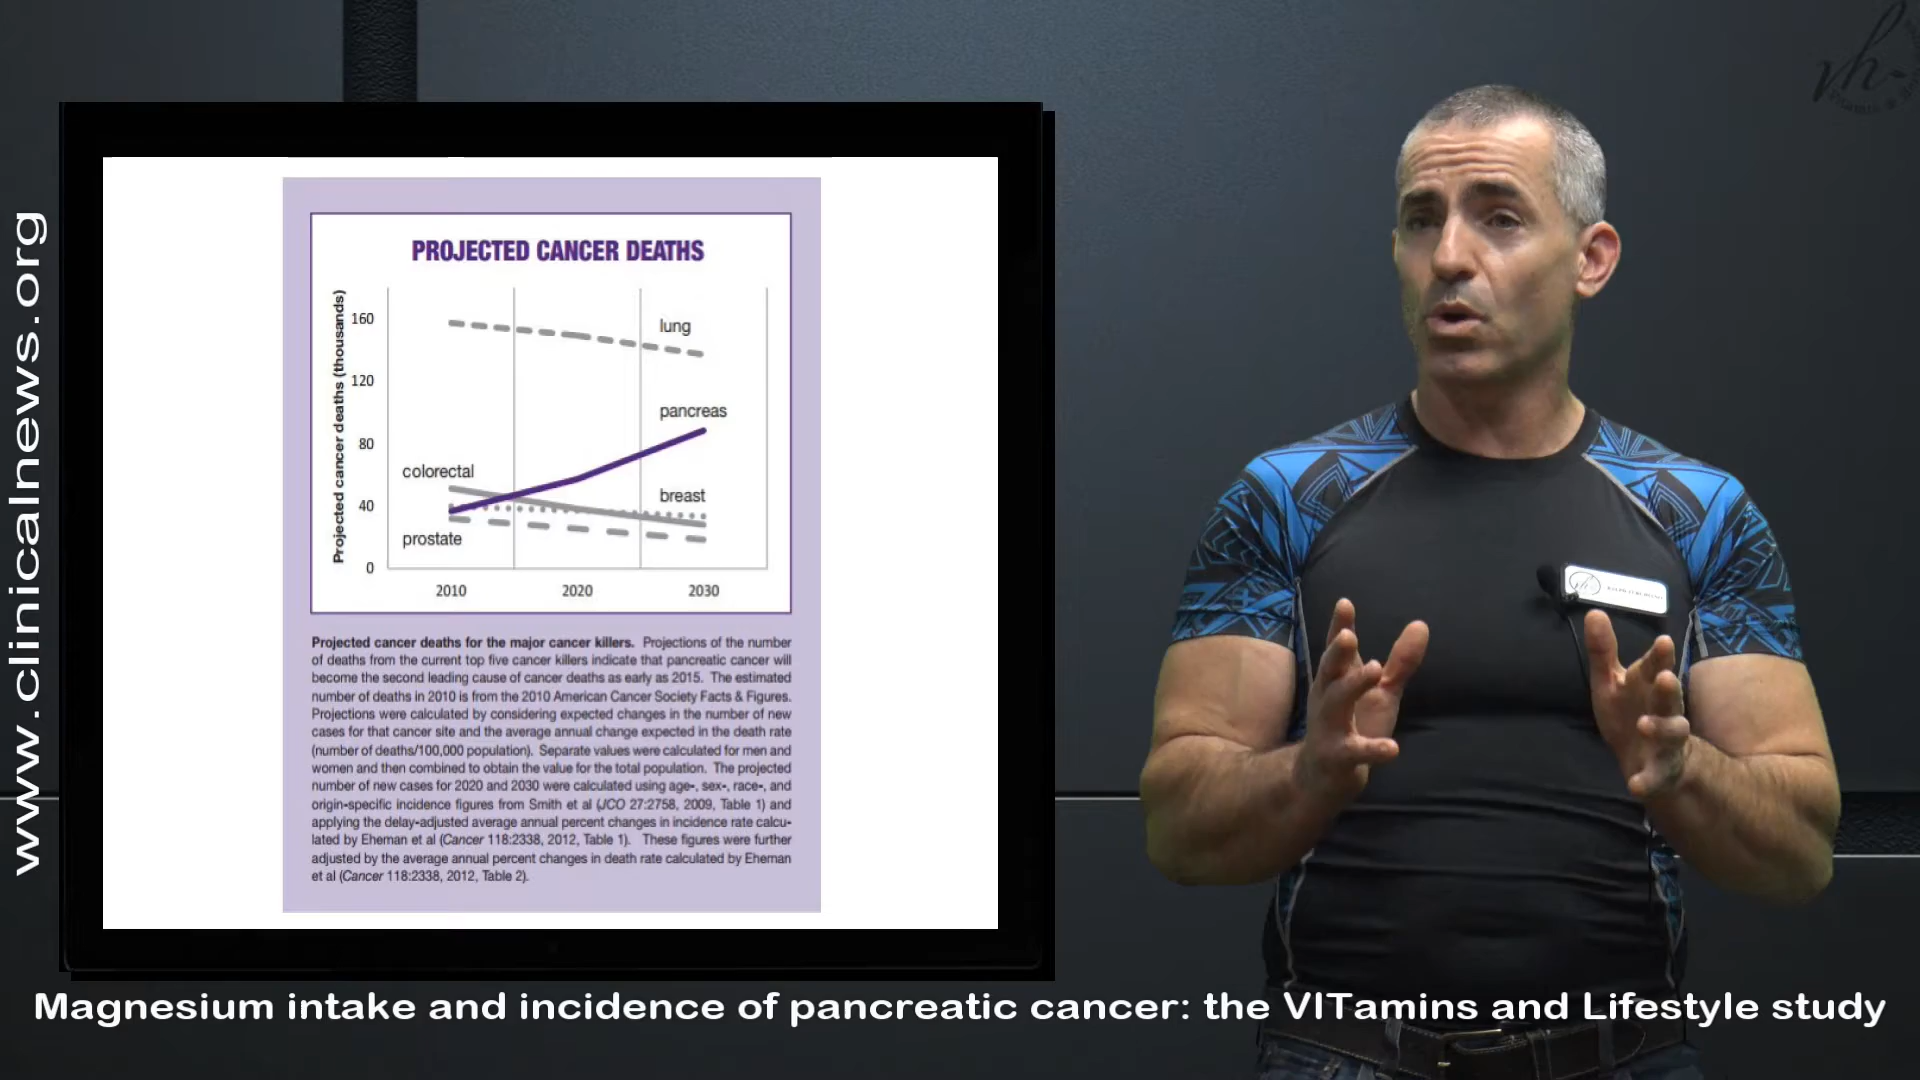 www.clinicalnews.org
PROJECTED CANCER DEATHS
Projected cancer deaths (thousands)
160
120
80
40
0
lung
pancreas
colorectal
breast
prostate
2010 2020 2030
Projected cancer deaths for the major cancer killers. Projections of the number
of deaths from the current top five cancer killers indicate that pancreatic cancer will
become the second leading cause of cancer deaths as early as 2015. The estimated
number of deaths in 2010 is from the 2010 American Cancer Society Facts & Figures.
Projections were calculated by considering expected changes in the number of new
cases for that cancer site and the average annual change expected in the death rate
(number of deaths/100,000 population). Separate values were calculated for men and
women and then combined to obtain the value for the total population. The projected
number of new cases for 2020 and 2030 were calculated using age-, sex-, race-, and
origin-specific incidence figures from Smith et al (JCO 27:2758, 2009, Table 1) and
applying the delay-adjusted average annual percent changes in incidence rate calcu-
lated by Eheman et al (Cancer 118:2338, 2012, Table 1). These figures were further
adjusted by the average annual percent changes in death rate calculated by Eheman
et al (Cancer 118:2338, 2012, Table 2).
vh
Magnesium intake and incidence of pancreatic cancer: the VITamins and Lifestyle study